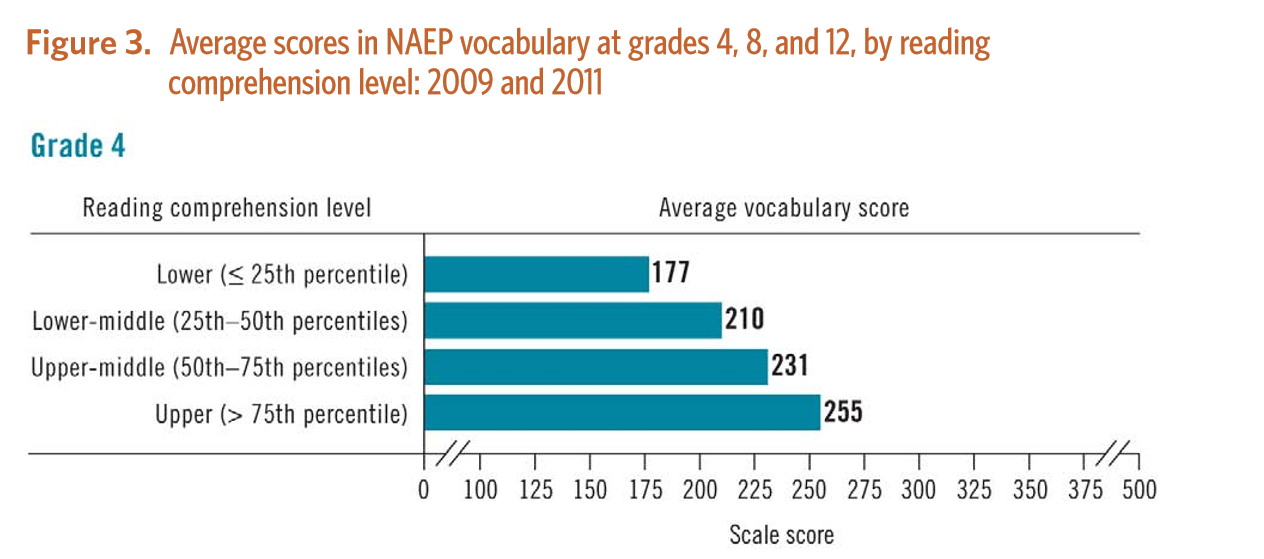 Figure 3. Average scores in NAEP vocabulary at grades 4, 8, and 12, by reading
comprehension level: 2009 and 2011
Grade 4
Reading comprehension level Average vocabulary score
Lower (≤ 25th percentile) 177
Lower-middle (25th–50th percentiles) 210
Upper-middle (50th–75th percentiles) 231
Upper (> 75th percentile) 255
0 100 125 150 175 200 225 250 275 300 325 350 375 500
Scale score